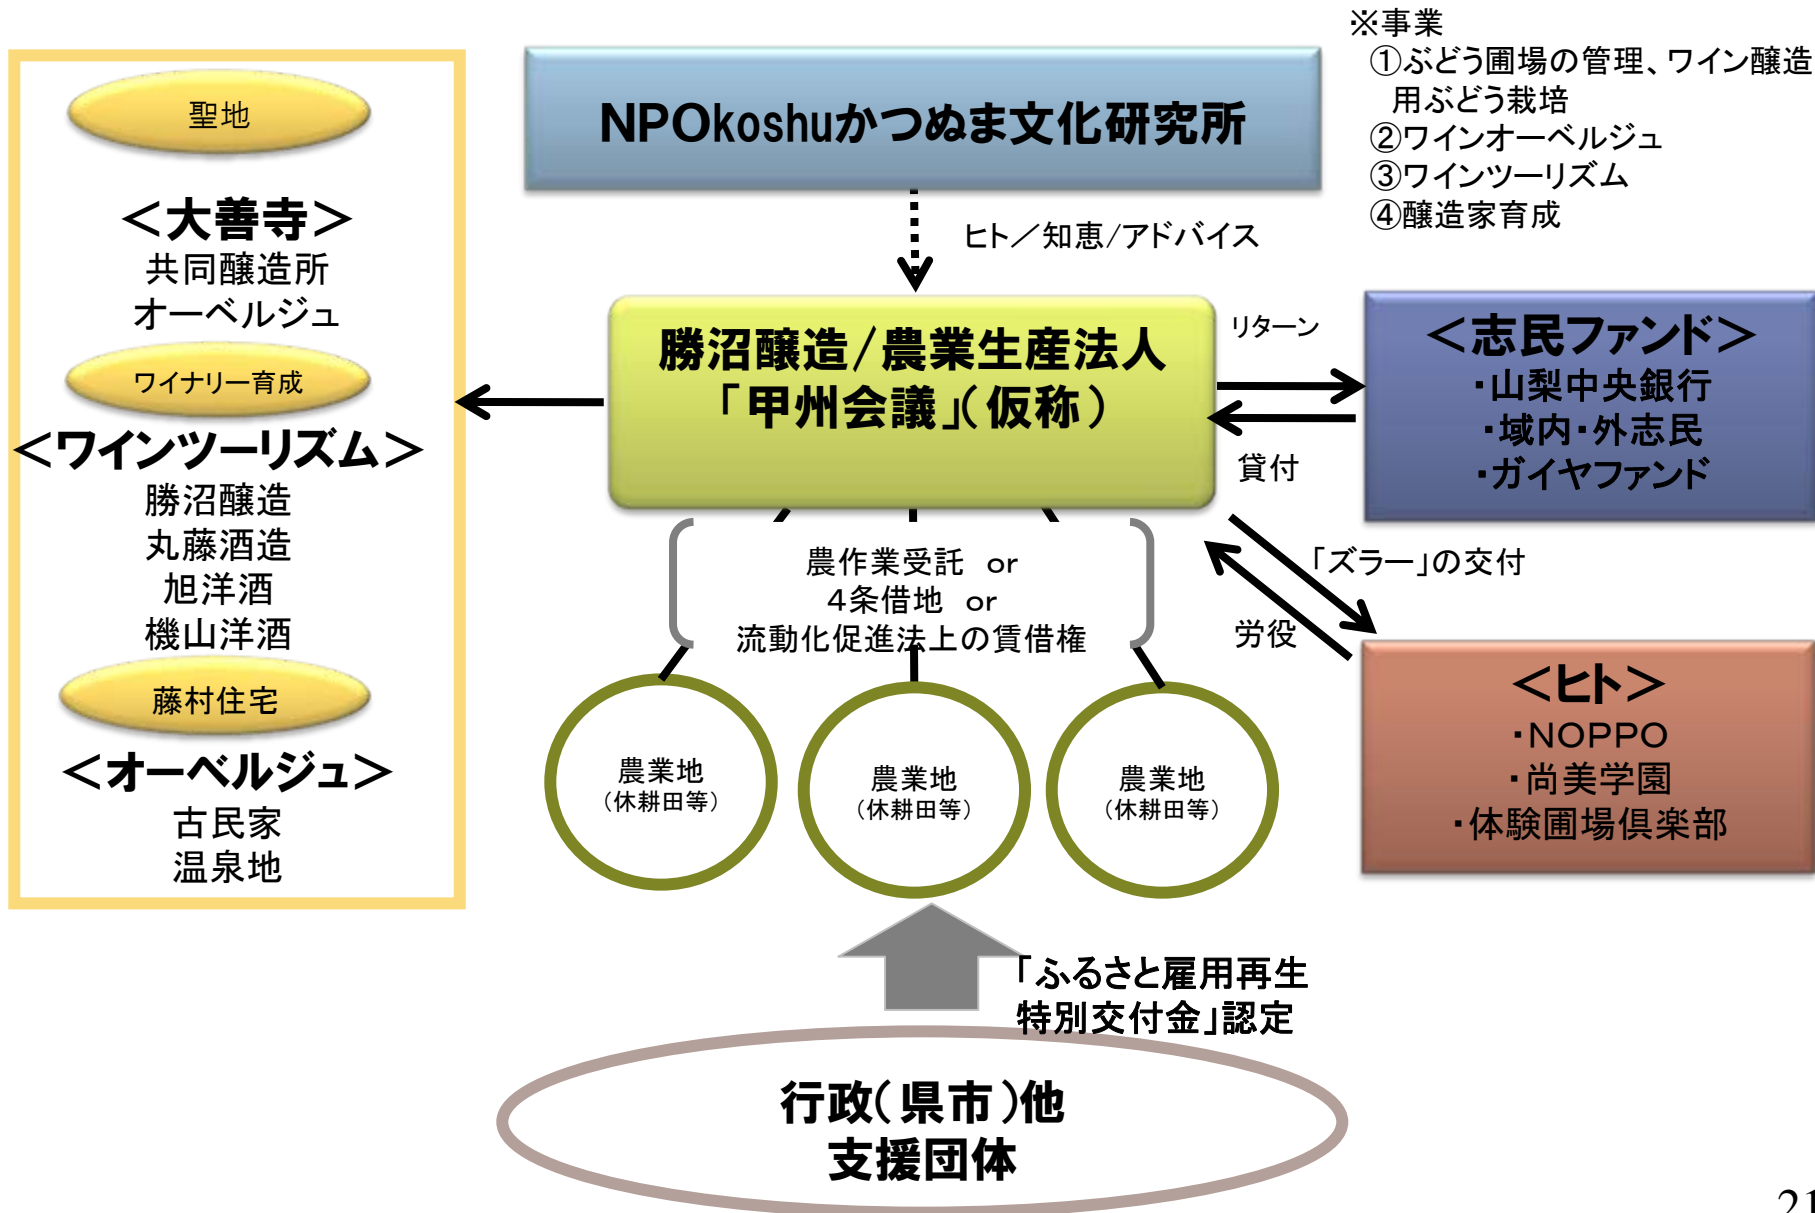 ※事業
①ぶどう圃場の管理、ワイン醸造
用ぶどう栽培
②ワインオーベルジュ
③ワインツーリズム
④醸造家育成
NPOkoshuかつぬま文化研究所
ヒト／知恵/アドバイス
聖地
＜大善寺＞
共同醸造所
オーベルジュ
ワイナリー育成
＜ワインツーリズム＞
勝沼醸造
丸藤酒造
旭洋酒
機山洋酒
藤村住宅
＜オーベルジュ＞
古民家
温泉地
勝沼醸造/農業生産法人
「甲州会議」（仮称）
リターン
貸付
＜志民ファンド＞
・山梨中央銀行
・域内・外志民
・ガイヤファンド
「ズラー」の交付
労役
＜ヒト＞
・NOPPO
・尚美学園
・体験圃場倶楽部
農作業受託 or
4条借地 or
流動化促進法上の賃借権
農業地
（休耕田等）
農業地
（休耕田等）
農業地
（休耕田等）
「ふるさと雇用再生
特別交付金」認定
行政（県市）他
支援団体
21